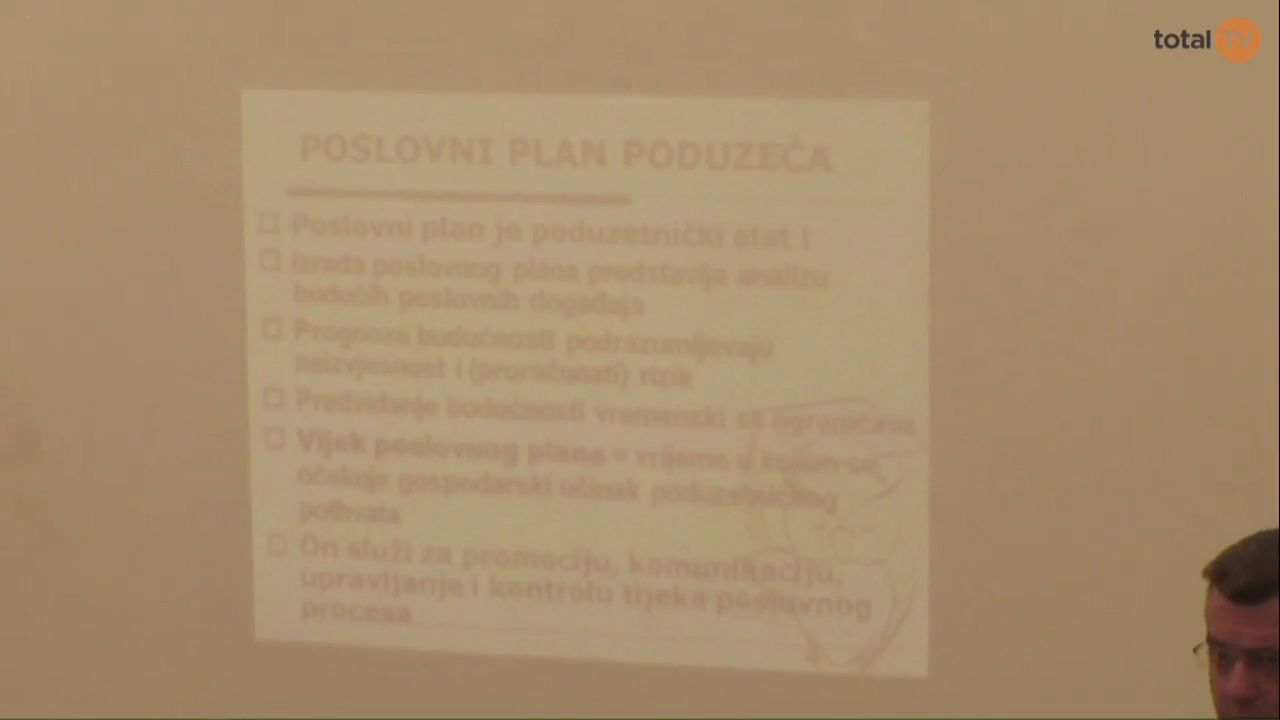 total TV
POSLOVNI PLAN PODUZEĆA
Poslovni plan je poduzetnički alat !
Izrada poslovnog plana predstavlja analizu
budućih poslovnih događaja
Prognoze budućnosti podrazumijevaju
neizvjesnost i (proračunati) rizik
Predviđanje budućnosti vremenski se ograničava
Vijek poslovnog plana = vrijeme u kojem se
očekuje gospodarski učinak poduzetničkog
pothvata
On služi za promociju, komunikaciju,
upravljanje i kontrolu tijeka poslovnog
procesa